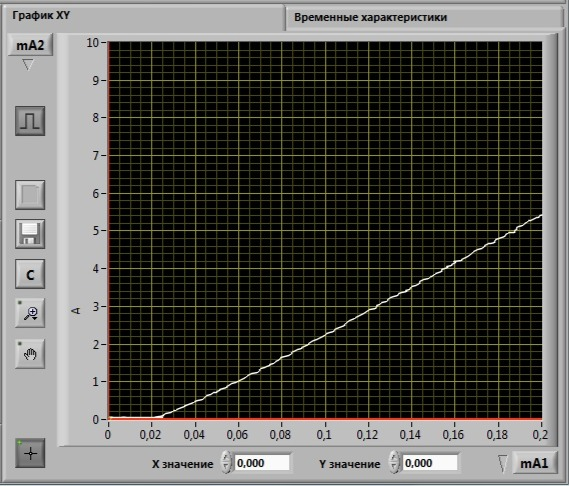 График XY
Временные характеристики
mA2
10
9
8
7
6
5
4
3
2
1
0
A
C
0 0,02 0,04 0,06 0,08 0,1 0,12 0,14 0,16 0,18 0,2
X значение 0,000 Y значение 0,000 mA1